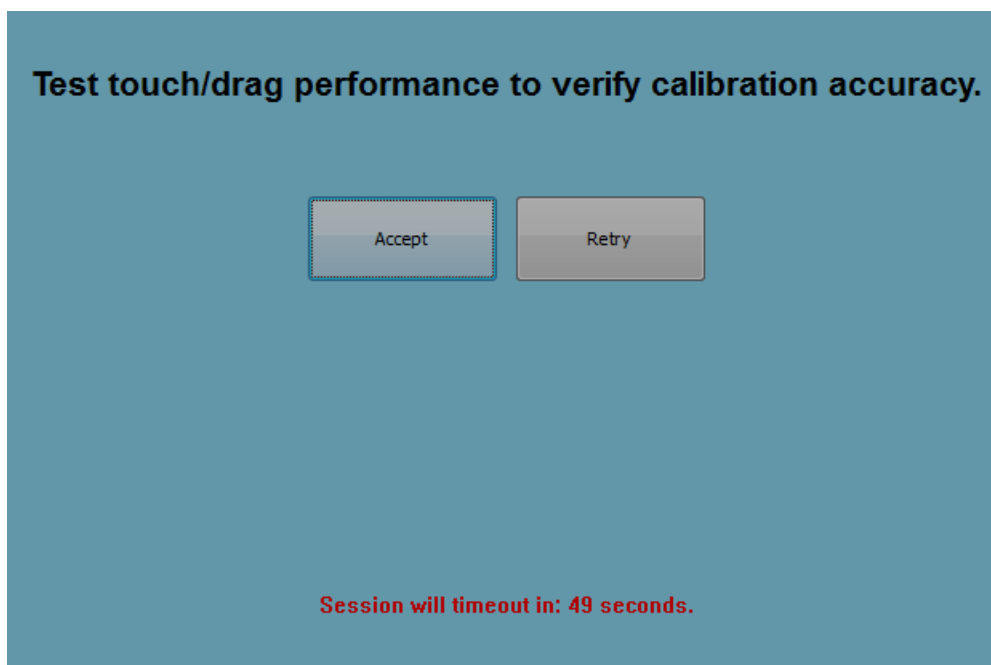 Test touch/drag performance to verify calibration accuracy.
Accept
Retry
Session will timeout in: 49 seconds.